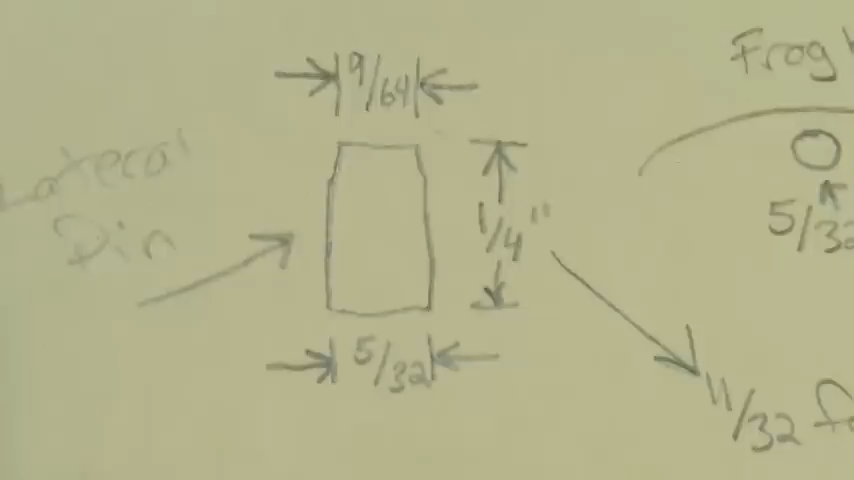 9/64
Frog
Lateral
Pin
1/4"
5/32
5/32
11/32